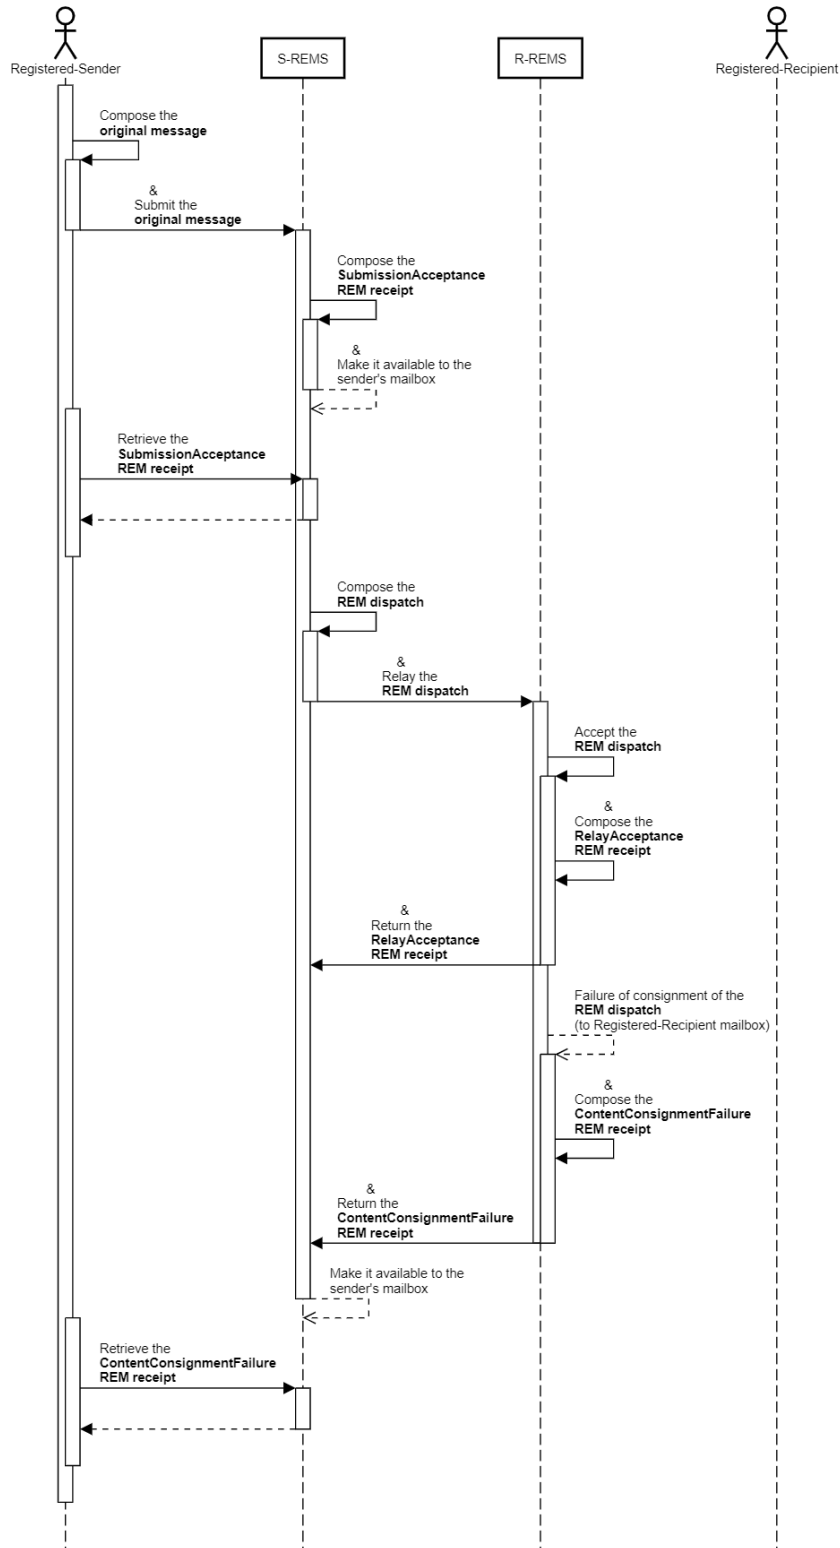 Registered-Sender
S-REMS
R-REMS
Registered-Recipient
Compose the
original message
&
Submit the
original message
Compose the
SubmissionAcceptance
REM receipt
&
Make it available to the
sender's mailbox
Retrieve the
SubmissionAcceptance
REM receipt
Compose the
REM dispatch
&
Relay the
REM dispatch
Accept the
REM dispatch
&
Compose the
RelayAcceptance
REM receipt
&
Return the
RelayAcceptance
REM receipt
Failure of consignment of the
REM dispatch
(to Registered-Recipient mailbox)
&
Compose the
ContentConsignmentFailure
REM receipt
&
Return the
ContentConsignmentFailure
REM receipt
Make it available to the
sender's mailbox
Retrieve the
ContentConsignmentFailure
REM receipt